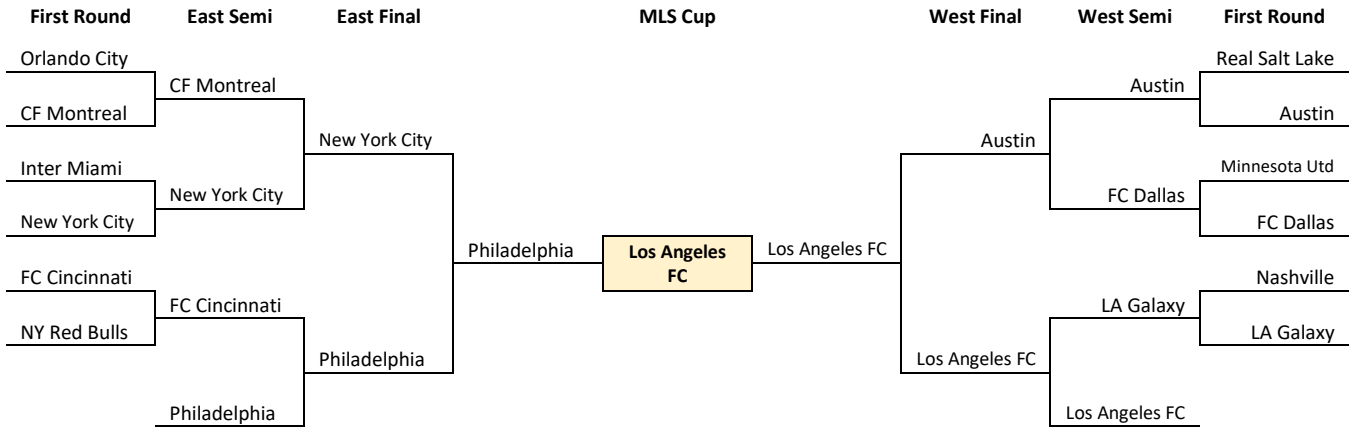 First Round East Semi East Final MLS Cup West Final West Semi First Round
Orlando City Real Salt Lake
CF Montreal Austin
CF Montreal Austin
New York City Austin
Inter Miami Minnesota Utd
New York City FC Dallas
New York City FC Dallas
Philadelphia Los Angeles Los Angeles FC
FC
FC Cincinnati Nashville
FC Cincinnati LA Galaxy
NY Red Bulls LA Galaxy
Philadelphia Los Angeles FC
Philadelphia Los Angeles FC